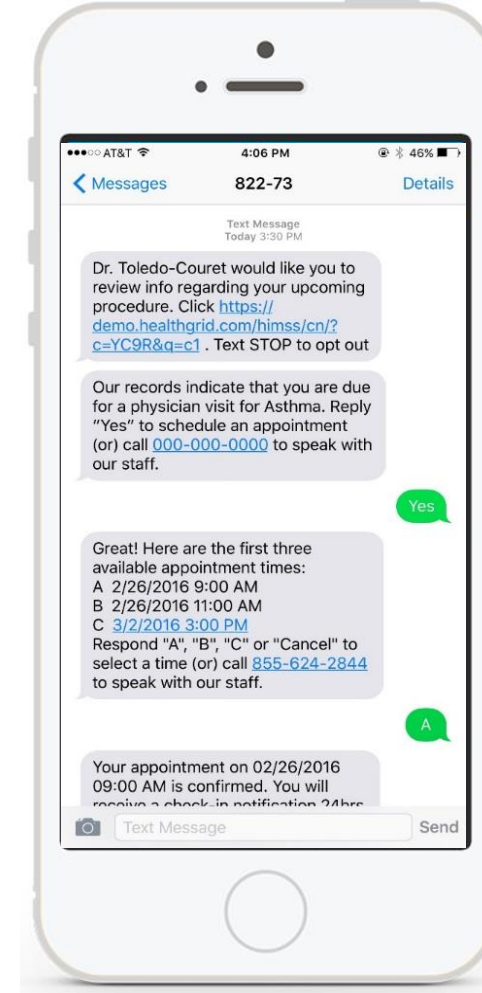 AT&T 4:06 PM 46%
Messages 822-73 Details
Text Message
Today 3:30 PM
Dr. Toledo-Couret would like you to
review info regarding your upcoming
procedure. Click https://
demo.healthgrid.com/himss/cn/?
c=YC9R&q=c1 . Text STOP to opt out
Our records indicate that you are due
for a physician visit for Asthma. Reply
"Yes" to schedule an appointment
(or) call 000-000-0000 to speak with
our staff.
Yes
Great! Here are the first three
available appointment times:
A 2/26/2016 9:00 AM
B 2/26/2016 11:00 AM
C 3/2/2016 3:00 PM
Respond "A", "B", "C" or "Cancel" to
select a time (or) call 855-624-2844
to speak with our staff.
A
Your appointment on 02/26/2016
09:00 AM is confirmed. You will
receive a check-in notification 24hrs
Text Message Send